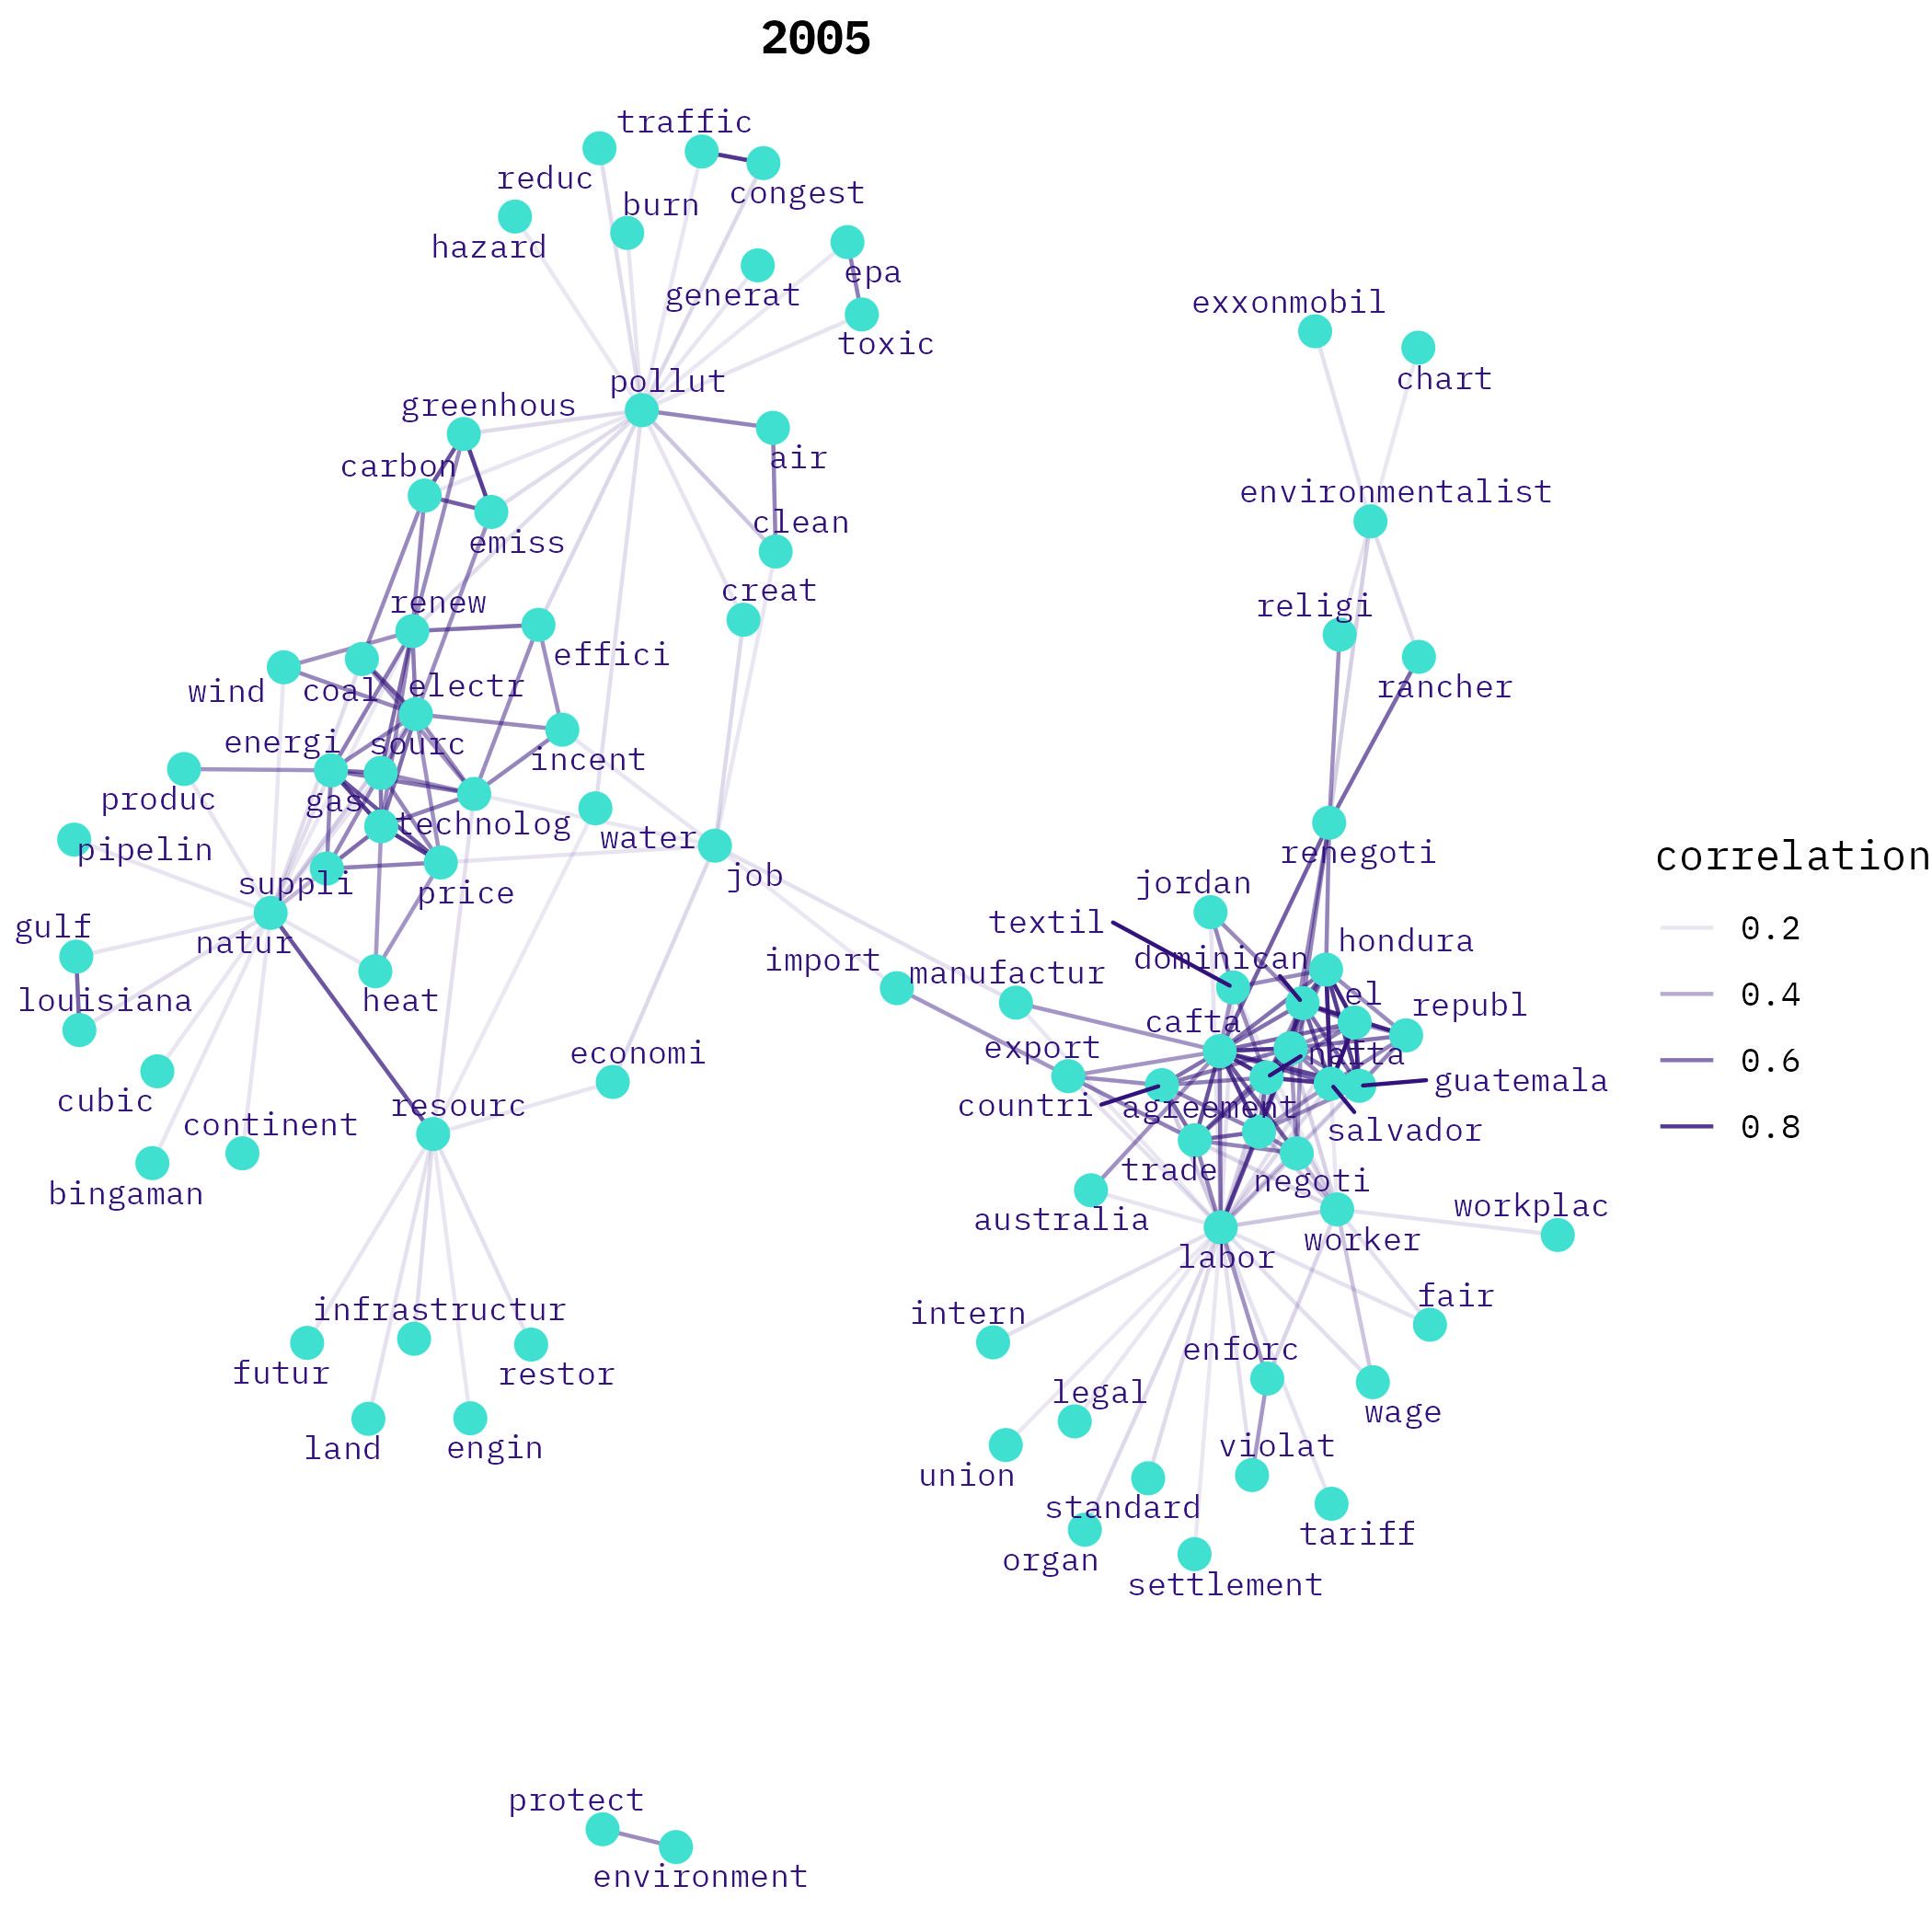 2005
traffic
reduc
congest
burn
hazard
epa
generat
exxonmobil
toxic
chart
pollut
greenhous
air
carbon
environmentalist
clean
emiss
creat
renew
religi
effici
electr
wind
coal
rancher
energi
sourc
incent
produc
gas
technolog
water
pipelin
renegoti
correlation
job
suppli
price
jordan
textil
gulf
natur
0.2
hondura
import
dominican
manufactur
louisiana
heat
el
0.4
republ
cafta
export
economi
nafta
0.6
guatemala
cubic
resourc
countri
agreement
continent
salvador
0.8
trade
negoti
bingaman
australia
workplac
labor
worker
fair
infrastructur
intern
enforc
futur
restor
legal
wage
land
engin
violat
union
standard
tariff
organ
settlement
protect
environment